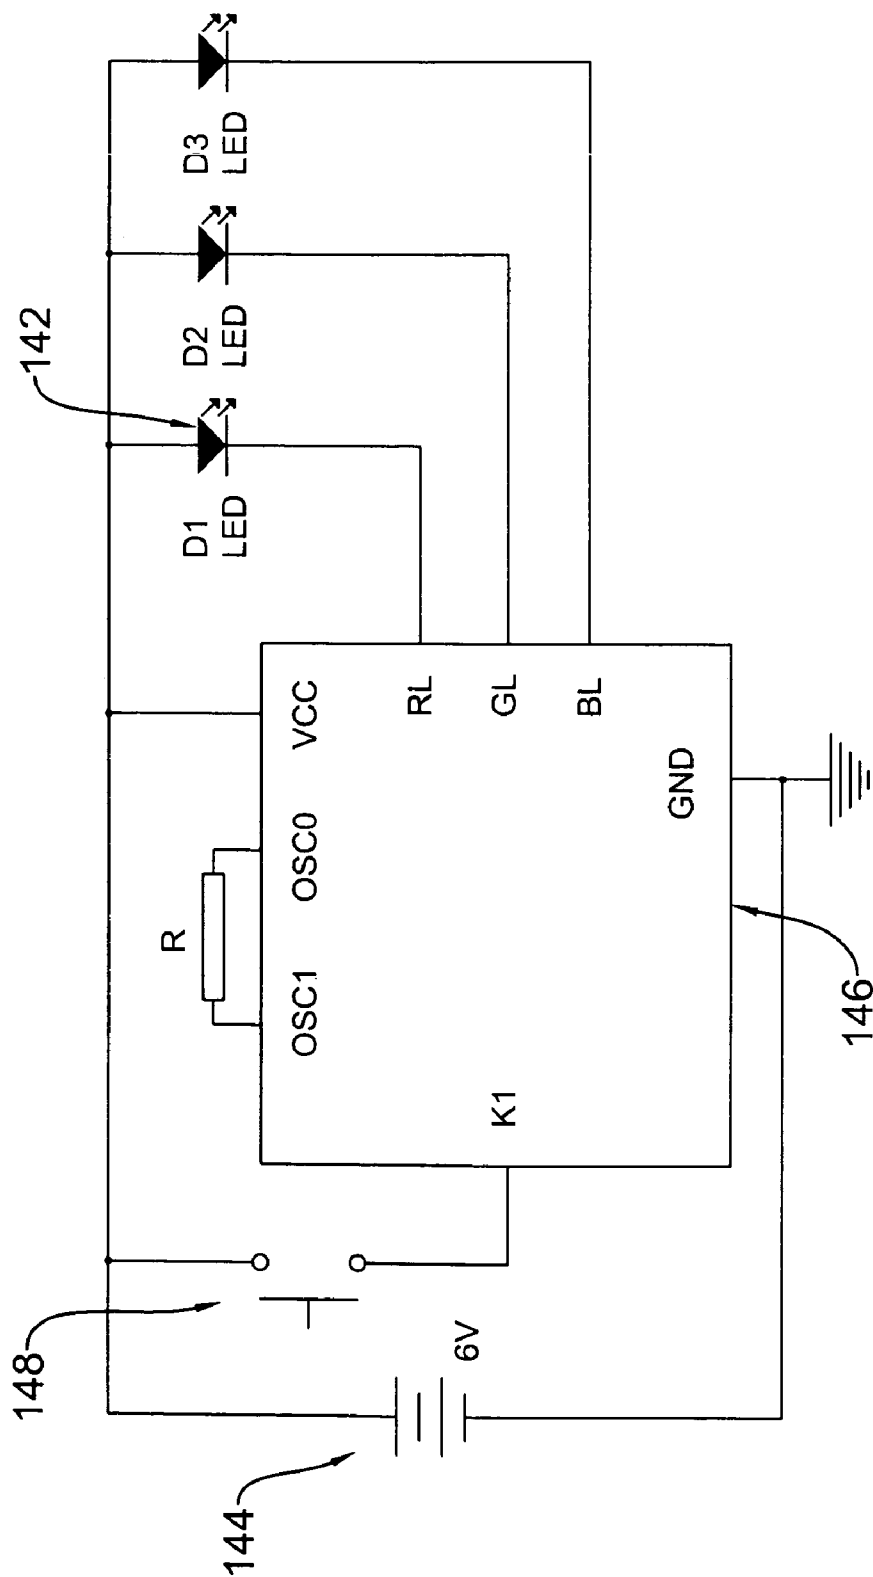 148
144
6V
R
OSC1
OSC0
VCC
K1
RL
GL
BL
GND
146
142
D1
LED
D2
LED
D3
LED